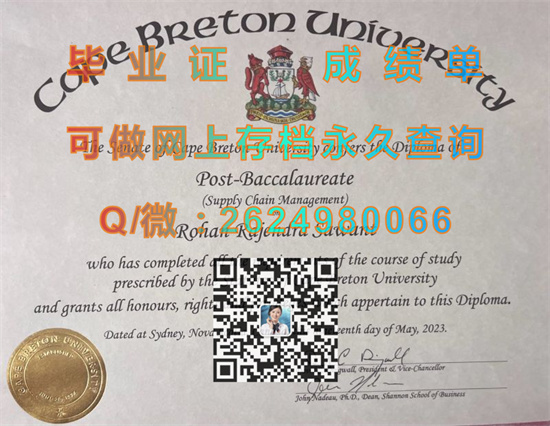 Cape Breton University
毕业证 成绩单
可做网上存档永久查询
The Senate of Cape Breton University confers the Diploma of
Post-Baccalaureate
(Supply Chain Management)
Q/微：2624980066
Rohan Rajendra Sawant
who has completed all the of the course of study
prescribed by the Breton University
and grants all honours, appertain to this Diploma.
Dated at Sydney, day of May, 2023.
President & Vice-Chancellor
John Nadeau, Ph.D., Dean, Shannon School of Business
CAPE BRETON UNIVERSITY